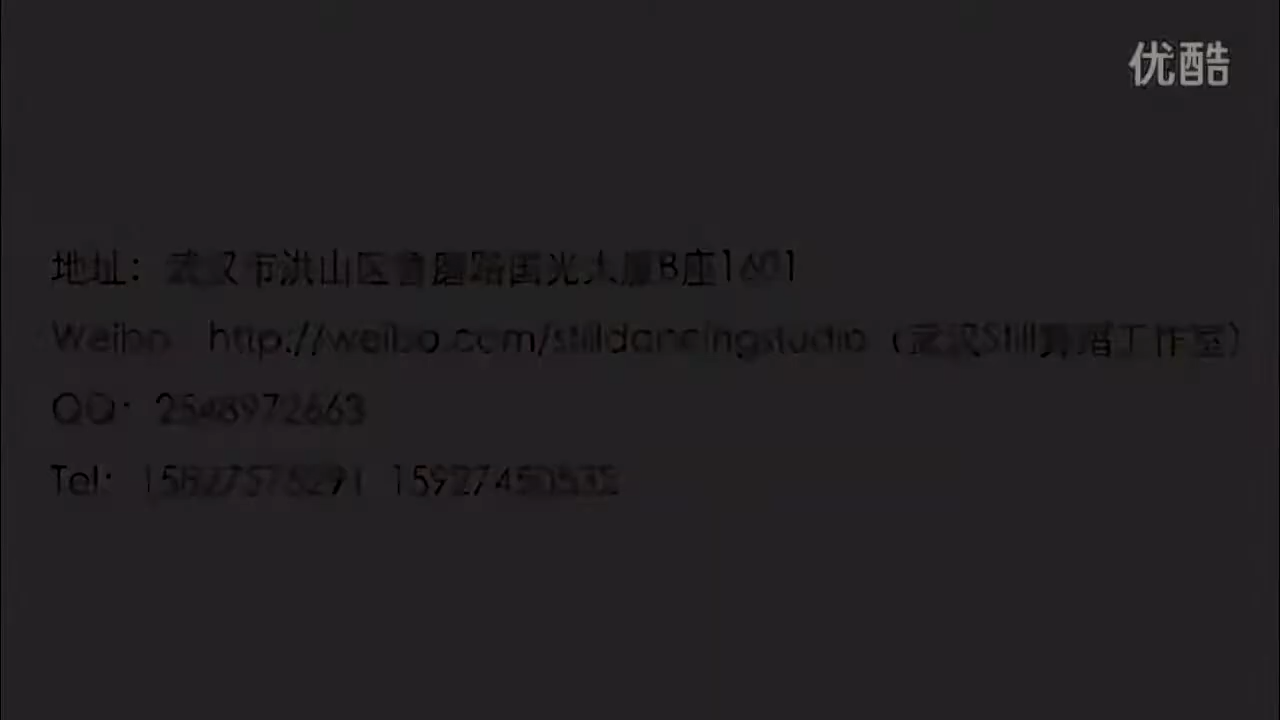 优酷
地址：武汉市洪山区鲁磨路国光大厦B座1601
Weibo：http://weibo.com/stilldancingstudio（武汉Still舞蹈工作室）
QQ：2548972663
Tel：15927450532